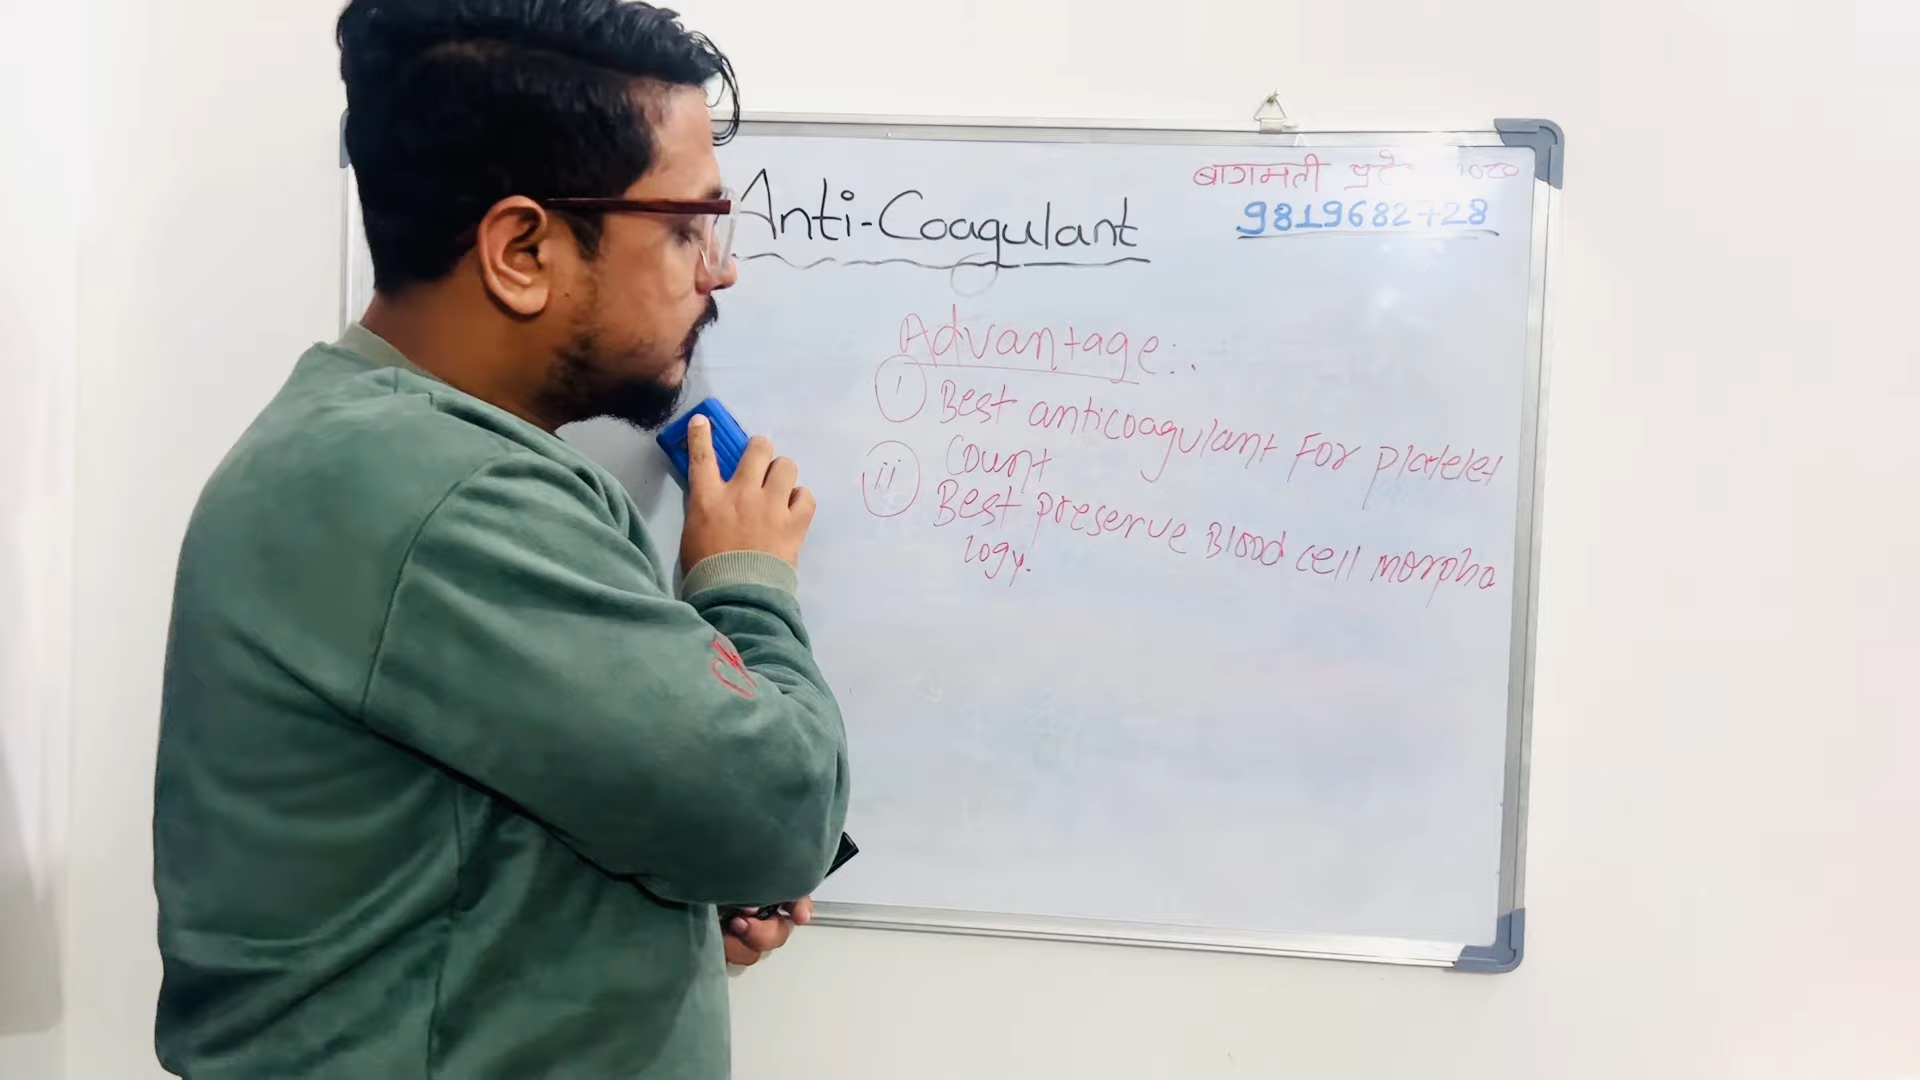 बागमती प्रदे
Anti-Coagulant
9819682728
Advantage:.
i Best anticoagulant For platelet
Count
ii Best preserve Blood cell morpho
logy.